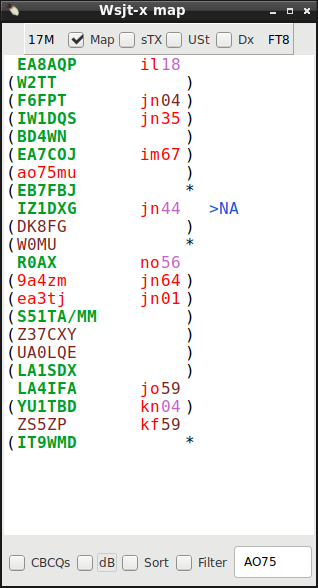 Wsjt-x map
17M Map sTX USt Dx FT8
EA8AQP il18
(W2TT )
(F6FPT jn04)
(IW1DQS jn35)
(BD4WN )
(EA7COJ im67)
(ao75mu )
(EB7FBJ *
IZ1DXG jn44 >NA
(DK8FG )
(W0MU *
R0AX no56
(9a4zm jn64)
(ea3tj jn01)
(S51TA/MM )
(Z37CXY )
(UA0LQE )
(LA1SDX )
LA4IFA jo59
(YU1TBD kn04)
ZS5ZP kf59
(IT9WMD *
CBCQs dB Sort Filter AO75